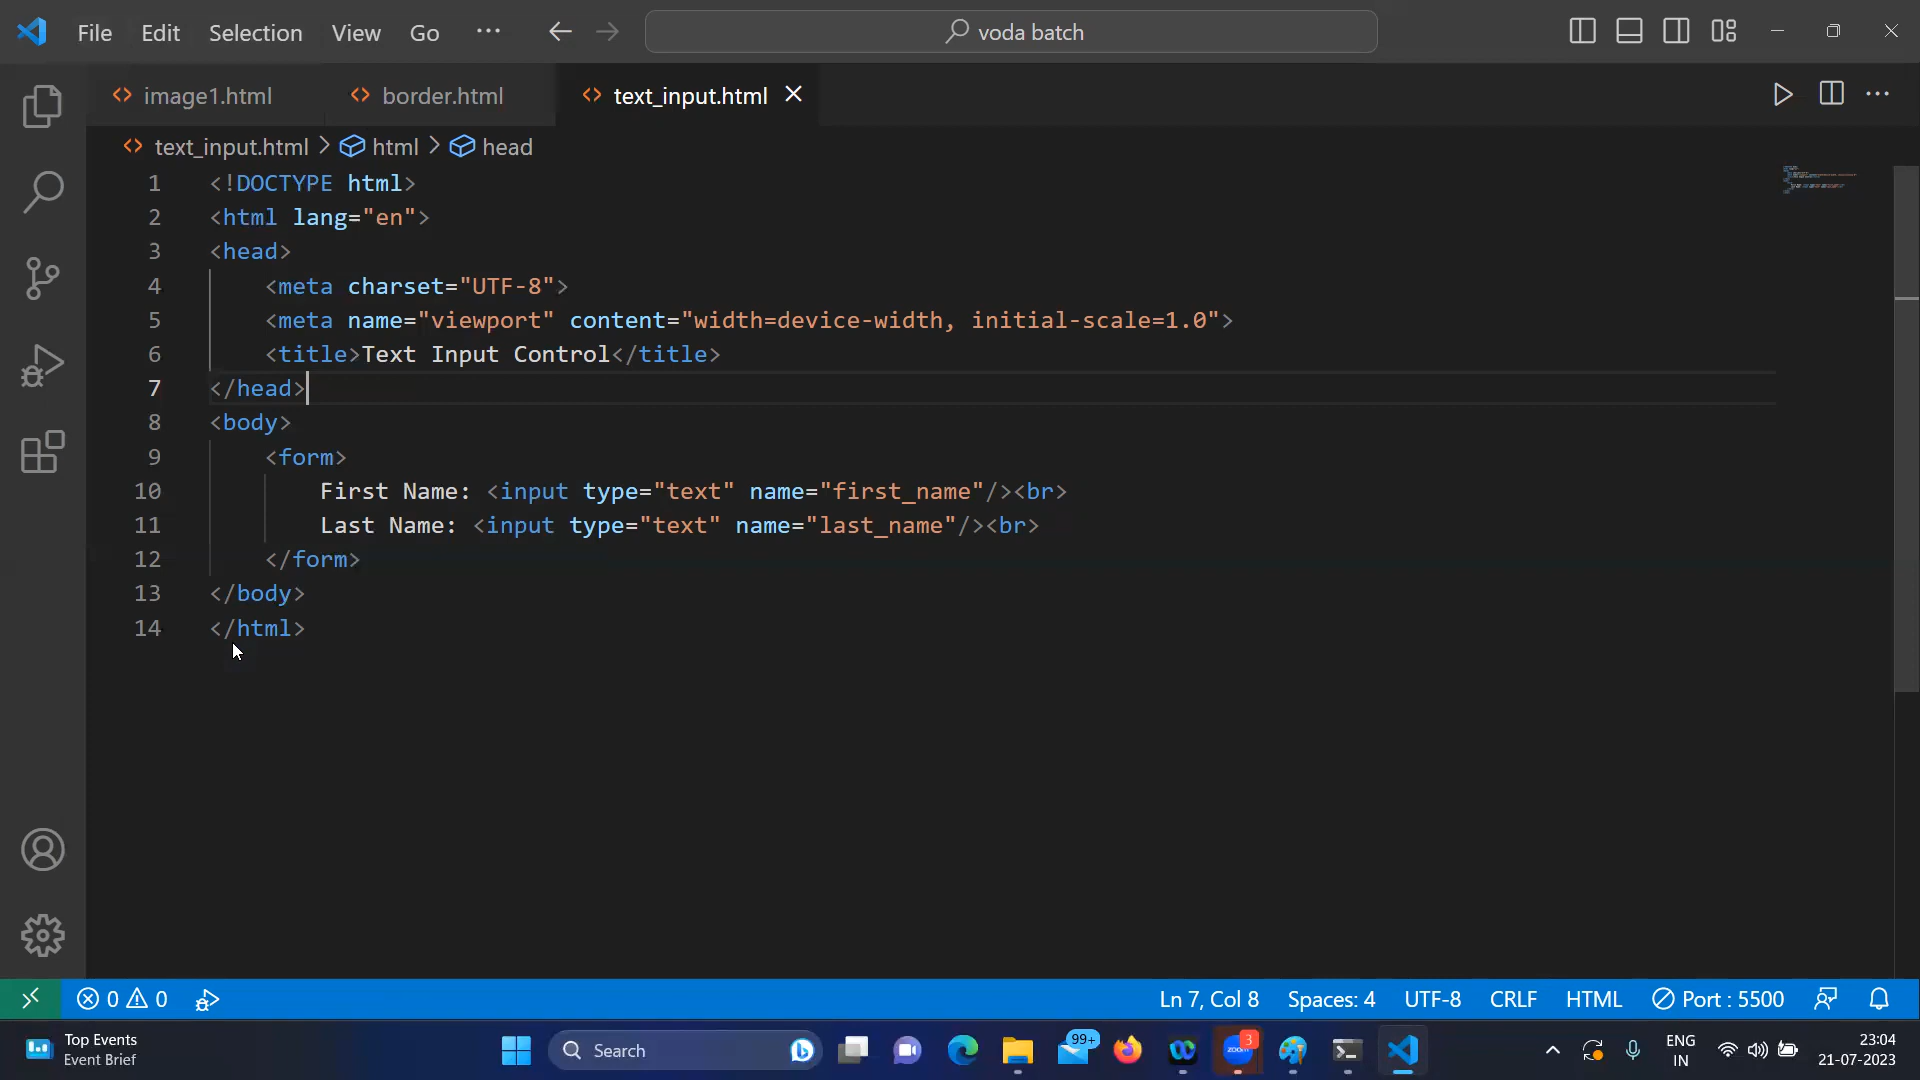 File Edit Selection View Go ··· voda batch
image1.html border.html text_input.html
text_input.html > html > head
1 <!DOCTYPE html>
2 <html lang="en">
3 <head>
4 <meta charset="UTF-8">
5 <meta name="viewport" content="width=device-width, initial-scale=1.0">
6 <title>Text Input Control</title>
7 </head>
8 <body>
9 <form>
10 First Name: <input type="text" name="first_name"/><br>
11 Last Name: <input type="text" name="last_name"/><br>
12 </form>
13 </body>
14 </html>
0 0 Ln 7, Col 8 Spaces: 4 UTF-8 CRLF HTML Port : 5500
Top Events
Event Brief
Search
99+
zoom
3
ENG
IN
23:04
21-07-2023